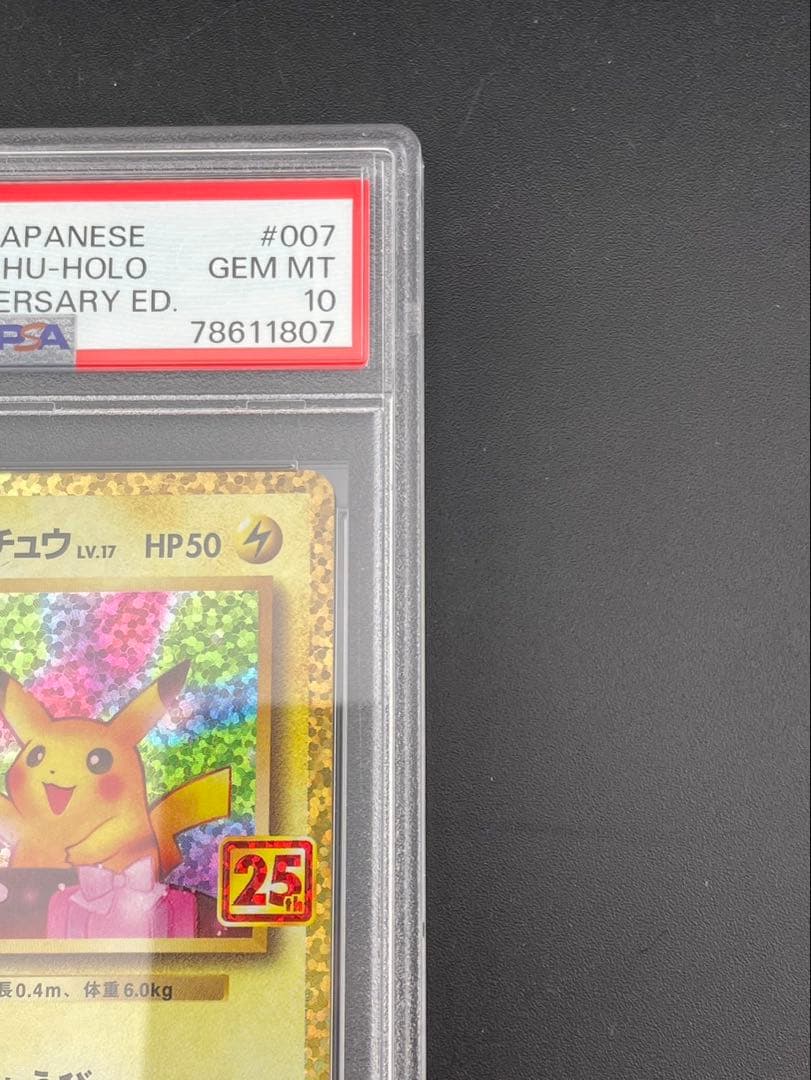 APANESE #007
HU-HOLO GEM MT
ERSARY ED. 10
PSA 78611807
チュウ LV.17 HP50
25th
長0.4m、体重6.0kg